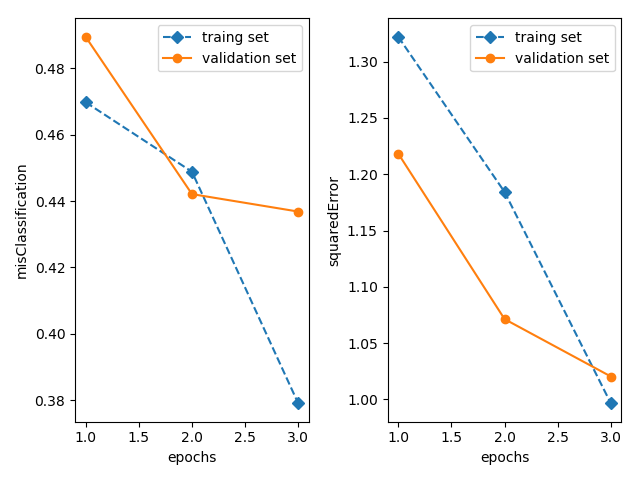 traing set
validation set
0.48
0.46
0.44
0.42
0.40
0.38
misClassification
1.0 1.5 2.0 2.5 3.0
epochs
traing set
validation set
1.30
1.25
1.20
1.15
1.10
1.05
1.00
squaredError
1.0 1.5 2.0 2.5 3.0
epochs